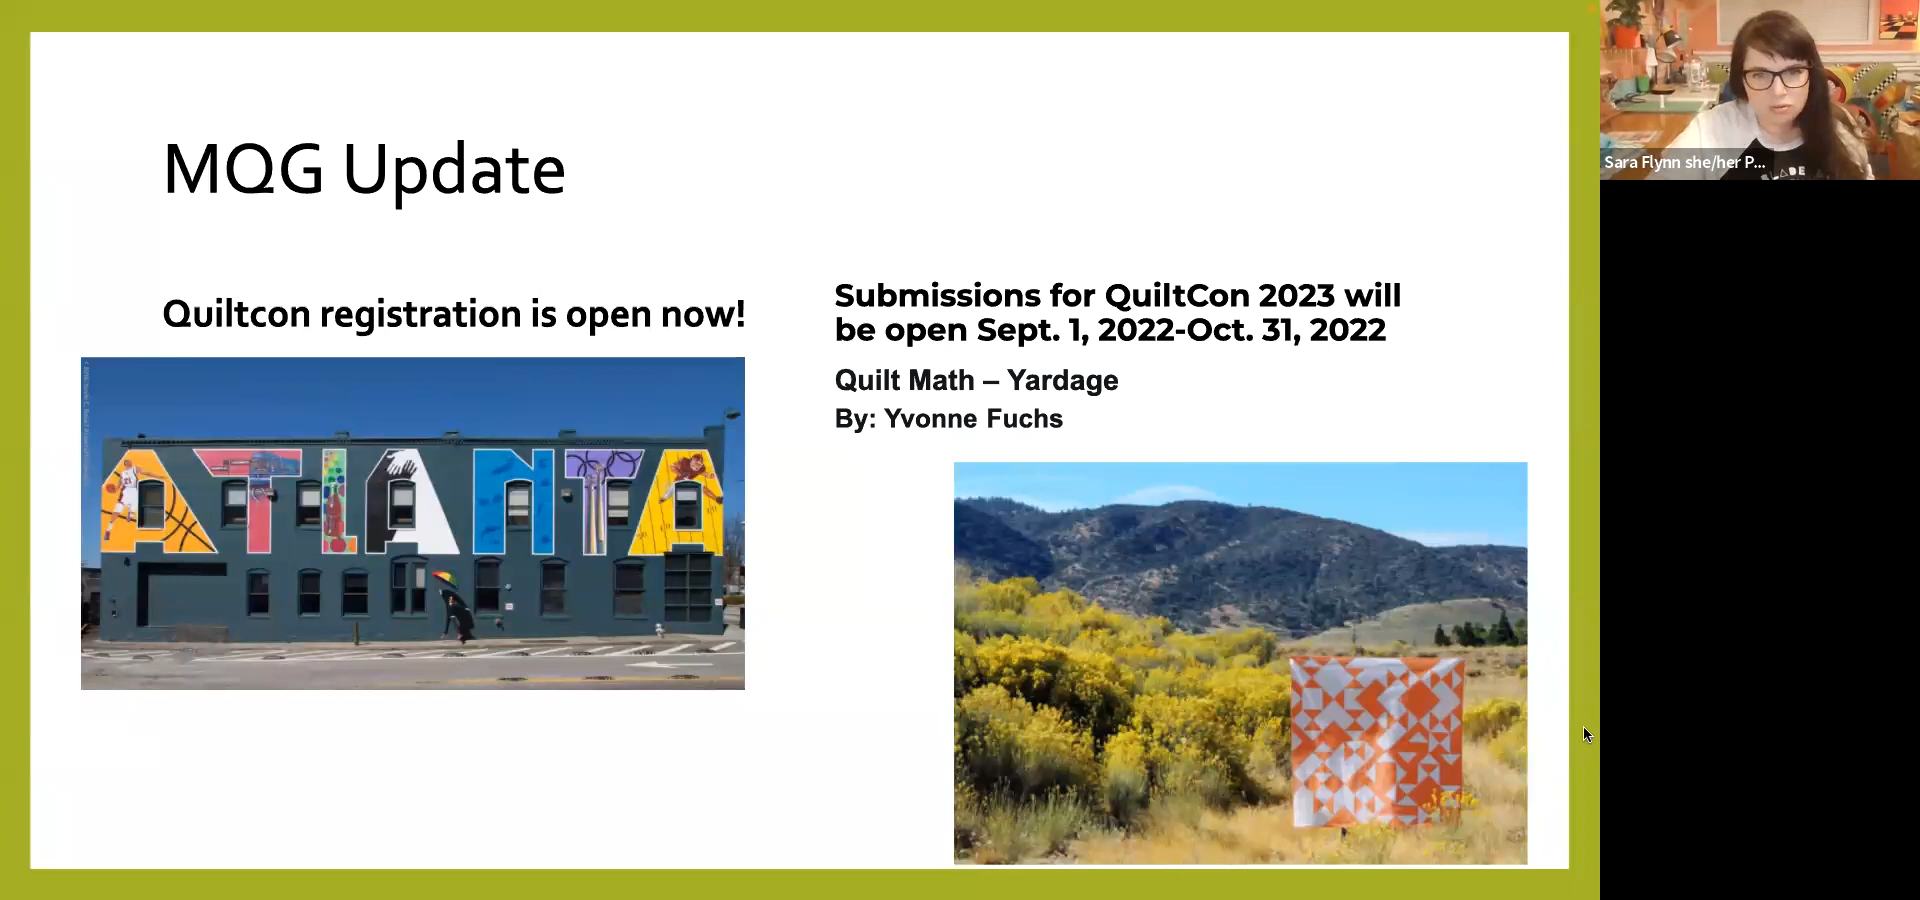 MQG Update
Quiltcon registration is open now!
ATLANTA
Submissions for QuiltCon 2023 will
be open Sept. 1, 2022-Oct. 31, 2022
Quilt Math – Yardage
By: Yvonne Fuchs
Sara Flynn she/her P...